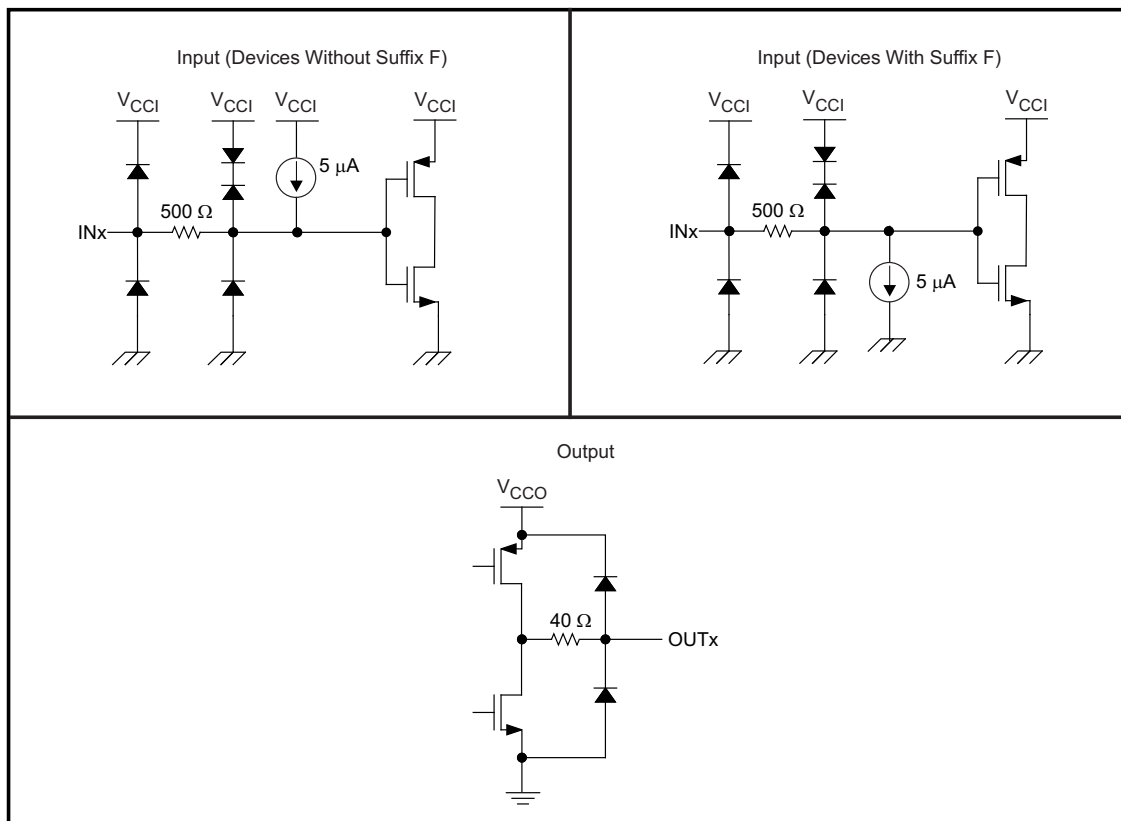 Input (Devices Without Suffix F)
V_CCI V_CCI V_CCI V_CCI
5 μA
500 Ω
INx
Input (Devices With Suffix F)
V_CCI V_CCI V_CCI
500 Ω
INx
5 μA
Output
V_CCO
40 Ω
OUTx